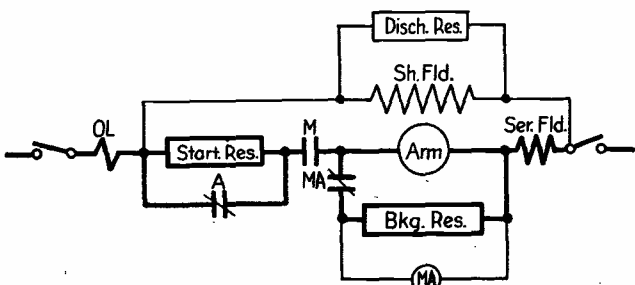 Disch. Res.
Sh. Fld.
OL
Start. Res.
M
Arm
Ser. Fld.
A
MA
Bkg. Res.
MA